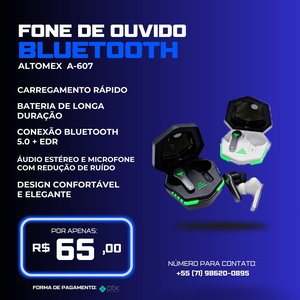 FONE DE OUVIDO
BLUETOOTH
ALTOMEX A-607
CARREGAMENTO RÁPIDO
BATERIA DE LONGA
DURAÇÃO
CONEXÃO BLUETOOTH
5.0 + EDR
ÁUDIO ESTÉREO E MICROFONE
COM REDUÇÃO DE RUÍDO
DESIGN CONFORTÁVEL
E ELEGANTE
POR APENAS:
R$ 65,00
NÚMERO PARA CONTATO:
+55 (71) 98620-0895
FORMA DE PAGAMENTO: pix